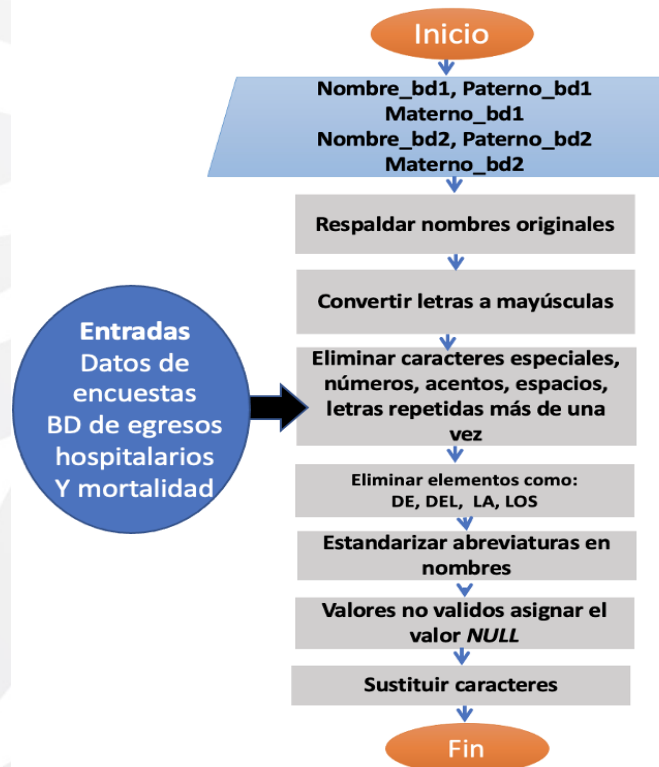 Inicio
Nombre_bd1, Paterno_bd1
Materno_bd1
Nombre_bd2, Paterno_bd2
Materno_bd2
Respaldar nombres originales
Convertir letras a mayúsculas
Entradas
Datos de
encuestas
BD de egresos
hospitalarios
Y mortalidad
Eliminar caracteres especiales,
números, acentos, espacios,
letras repetidas más de una
vez
Eliminar elementos como:
DE, DEL, LA, LOS
Estandarizar abreviaturas en
nombres
Valores no validos asignar el
valor NULL
Sustituir caracteres
Fin